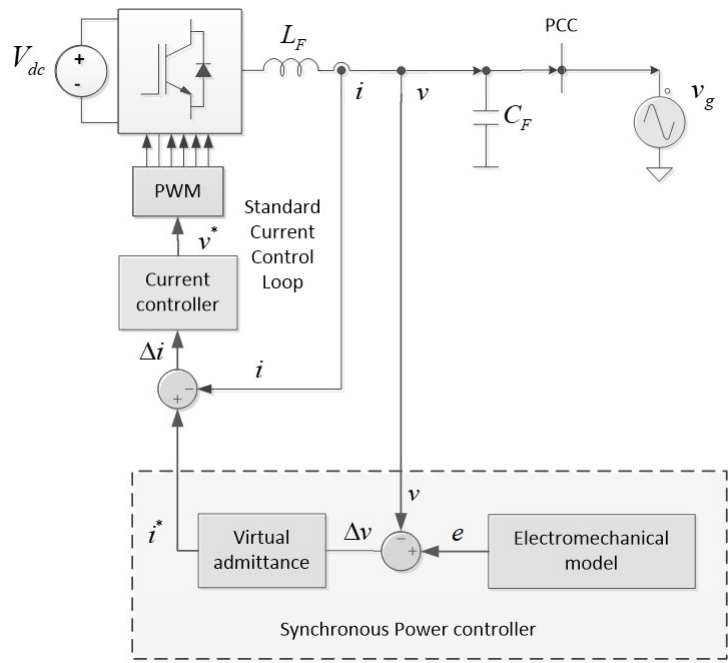 PCC
L_F
V_dc
+
-
i
v
v_g
C_F
PWM
Standard
Current
Control
Loop
v*
Current
controller
Δi
i
-
+
v
i*
Virtual
admittance
Δv
-
+
e
Electromechanical
model
Synchronous Power controller